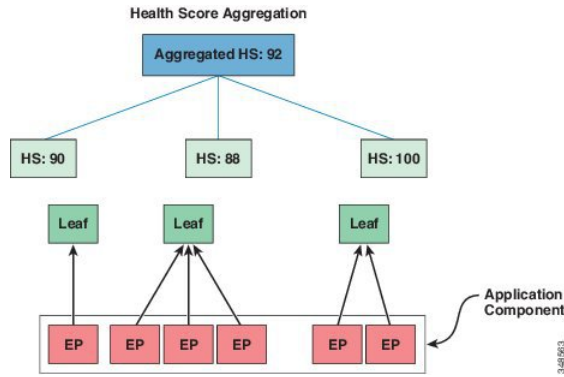 Health Score Aggregation
Aggregated HS: 92
HS: 90
HS: 88
HS: 100
Leaf
Leaf
Leaf
EP
EP
EP
EP
EP
EP
Application
Component
348563